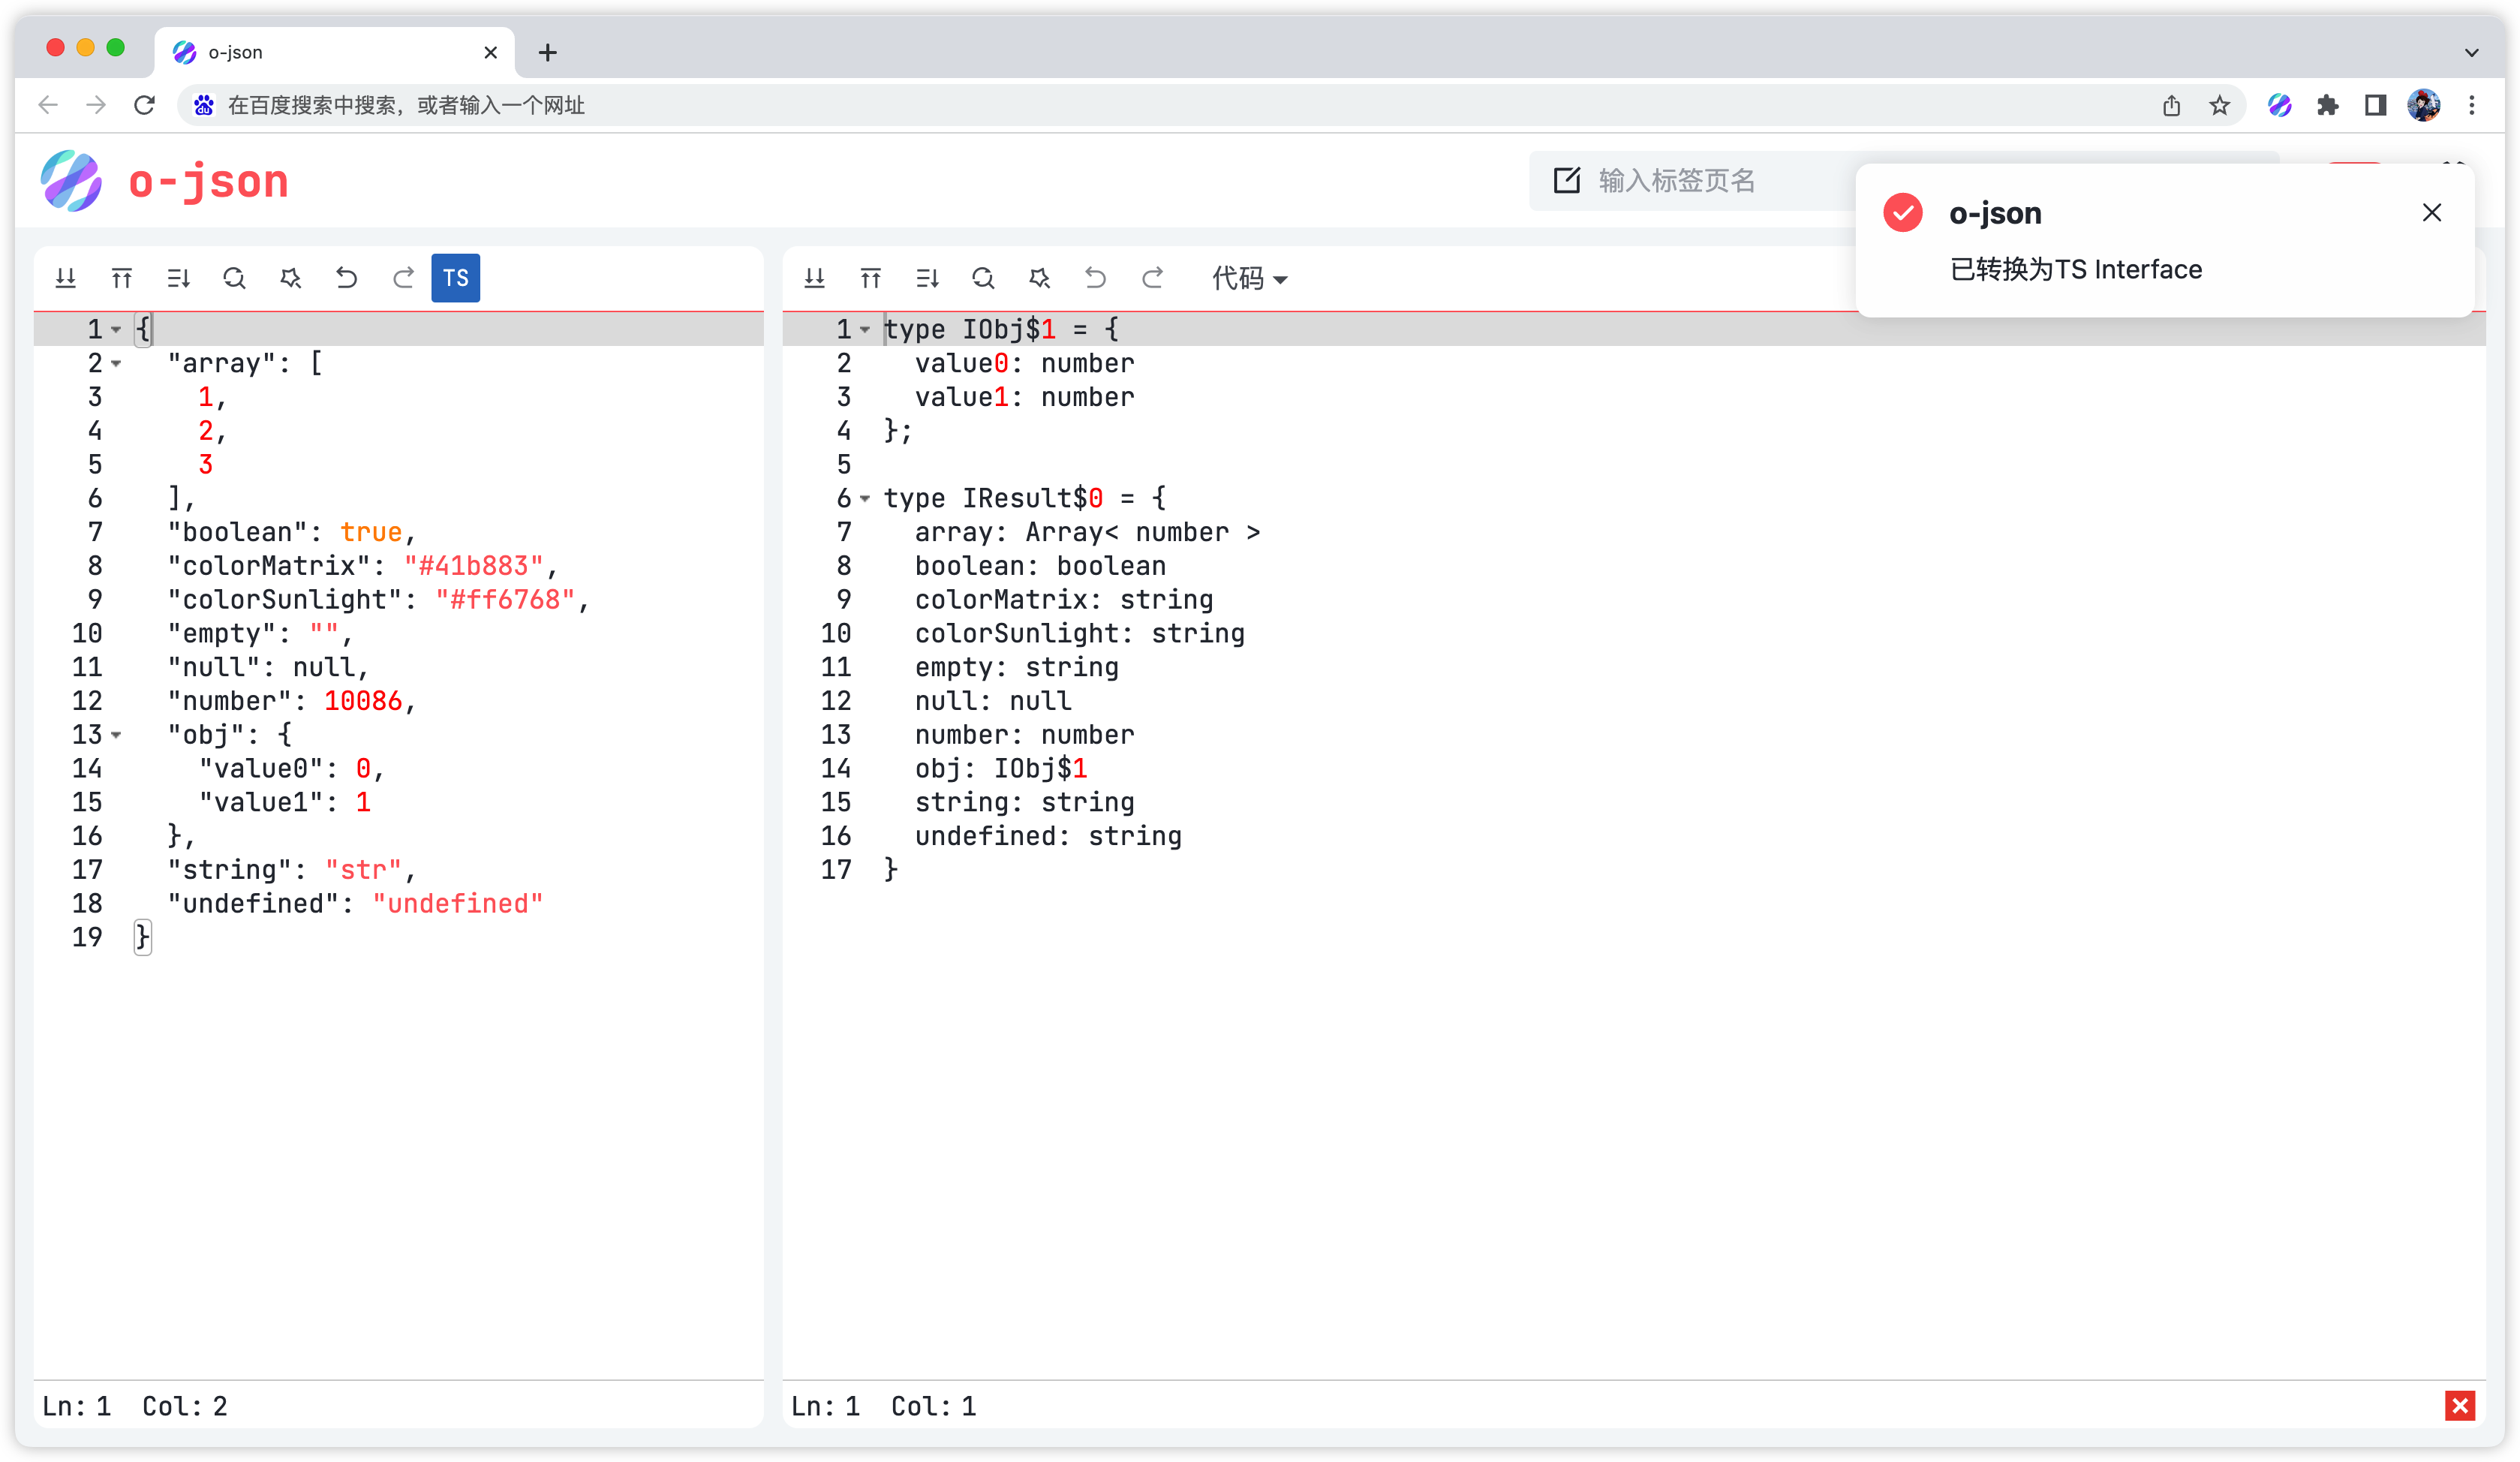 o-json
在百度搜索中搜索，或者输入一个网址
o-json
输入标签页名
o-json
已转换为TS Interface
TS
1 {
2 "array": [
3 1,
4 2,
5 3
6 ],
7 "boolean": true,
8 "colorMatrix": "#41b883",
9 "colorSunlight": "#ff6768",
10 "empty": "",
11 "null": null,
12 "number": 10086,
13 "obj": {
14 "value0": 0,
15 "value1": 1
16 },
17 "string": "str",
18 "undefined": "undefined"
19 }
Ln: 1 Col: 2
代码
1 type IObj$1 = {
2 value0: number
3 value1: number
4 };
5
6 type IResult$0 = {
7 array: Array< number >
8 boolean: boolean
9 colorMatrix: string
10 colorSunlight: string
11 empty: string
12 null: null
13 number: number
14 obj: IObj$1
15 string: string
16 undefined: string
17 }
Ln: 1 Col: 1